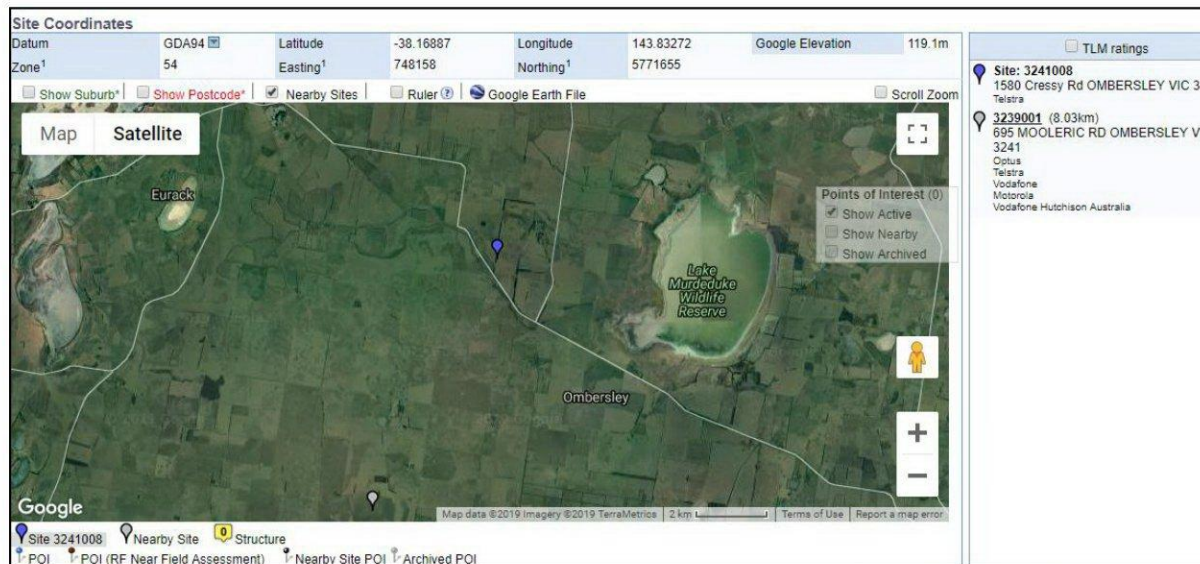 Site Coordinates
Datum GDA94 Latitude -38.16887 Longitude 143.83272 Google Elevation 119.1m
Zone1 54 Easting1 748158 Northing1 5771655
Show Suburb* Show Postcode* Nearby Sites Ruler ? Google Earth File Scroll Zoom
Map Satellite
Eurack
Points of Interest (0)
Show Active
Show Nearby
Show Archived
Lake
Murdeduke
Wildlife
Reserve
Ombersley
Google
Map data ©2019 Imagery ©2019 TerraMetrics 2 km Terms of Use Report a map error
Site 3241008 Nearby Site 0 Structure
POI POI (RF Near Field Assessment) Nearby Site POI Archived POI
TLM ratings
Site: 3241008
1580 Cressy Rd OMBERSLEY VIC 3
Telstra
3239001 (8.03km)
695 MOOLERIC RD OMBERSLEY V
3241
Optus
Telstra
Vodafone
Motorola
Vodafone Hutchison Australia